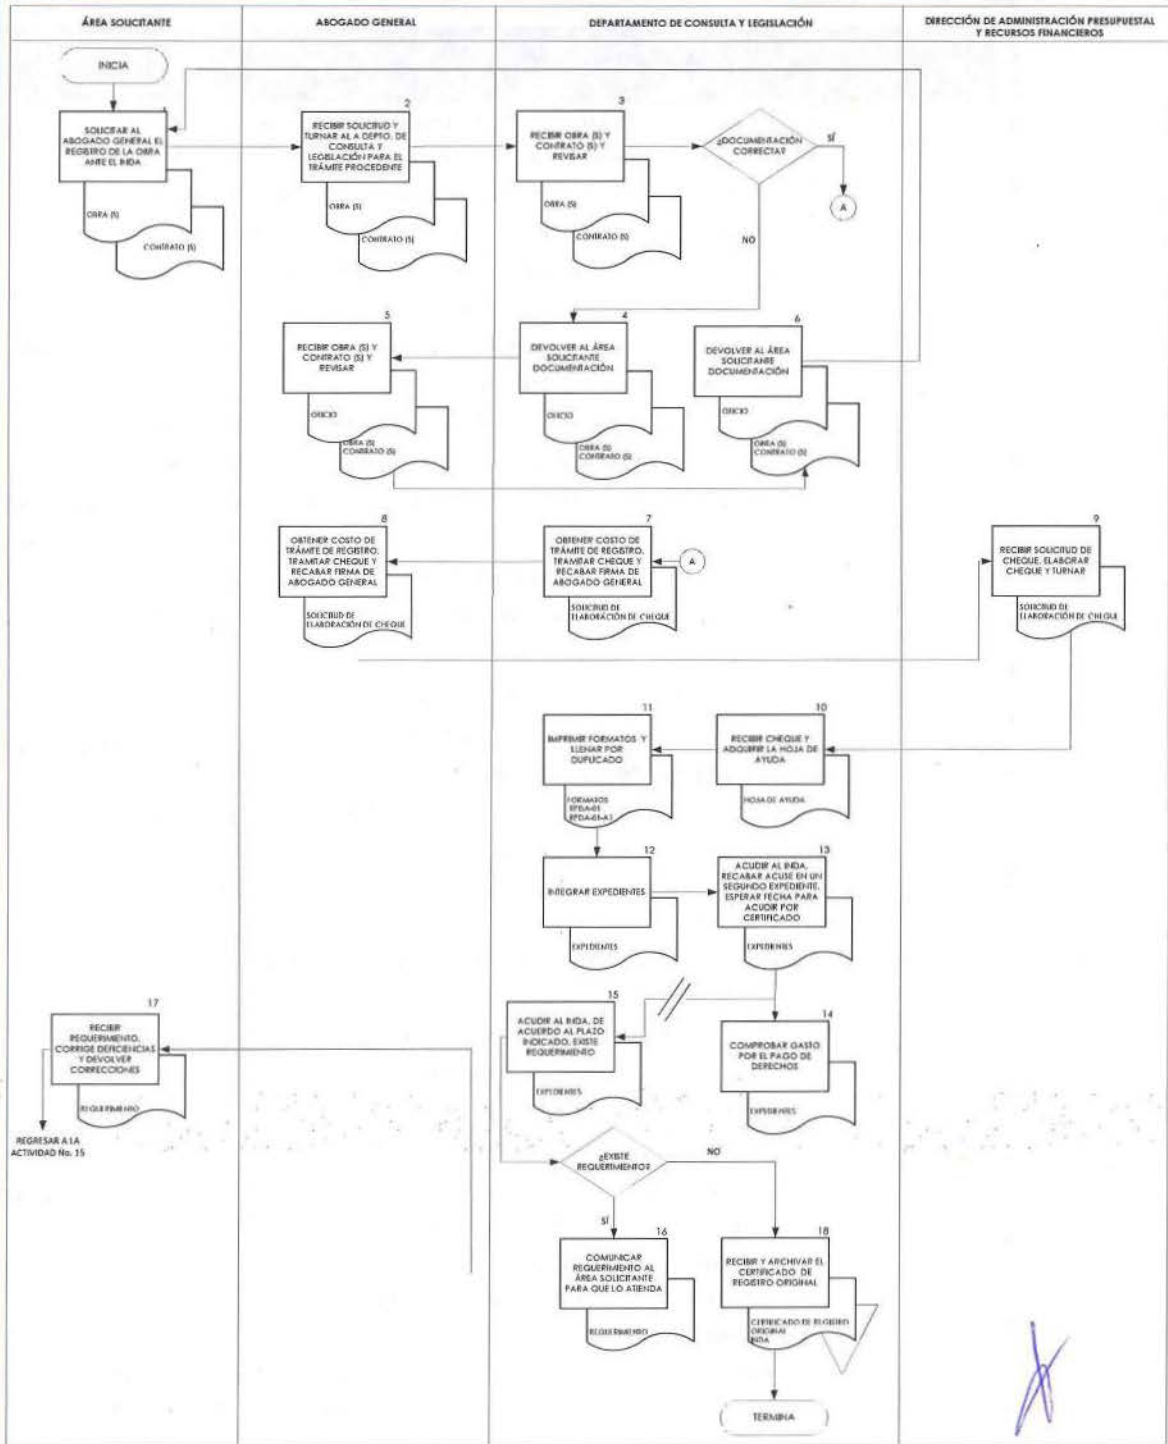 ÁREA SOLICITANTE
ABOGADO GENERAL
DEPARTAMENTO DE CONSULTA Y LEGISLACIÓN
DIRECCIÓN DE ADMINISTRACIÓN PRESUPUESTAL
Y RECURSOS FINANCIEROS
INICIA
1
SOLICITAR AL
ABOGADO GENERAL EL
REGISTRO DE LA OBRA
ANTE EL INDA
OBRA (S)
CONTRATO (S)
2
RECIBIR SOLICITUD Y
TURNAR AL A DEPTO. DE
CONSULTA Y
LEGISLACIÓN PARA EL
TRÁMITE PROCEDENTE
OBRA (S)
CONTRATO (S)
3
RECIBIR OBRA (S) Y
CONTRATO (S) Y
REVISAR
OBRA (S)
CONTRATO (S)
¿DOCUMENTACIÓN
CORRECTA?
SÍ
A
NO
5
RECIBIR OBRA (S) Y
CONTRATO (S) Y
REVISAR
OFICIO
OBRA (S)
CONTRATO (S)
4
DEVOLVER AL ÁREA
SOLICITANTE
DOCUMENTACIÓN
OFICIO
OBRA (S)
CONTRATO (S)
6
DEVOLVER AL ÁREA
SOLICITANTE
DOCUMENTACIÓN
OFICIO
OBRA (S)
CONTRATO (S)
8
OBTENER COSTO DE
TRÁMITE DE REGISTRO,
TRAMITAR CHEQUE Y
RECABAR FIRMA DE
ABOGADO GENERAL
SOLICITUD DE
ELABORACIÓN DE CHEQUE
7
OBTENER COSTO DE
TRÁMITE DE REGISTRO,
TRAMITAR CHEQUE Y
RECABAR FIRMA DE
ABOGADO GENERAL
SOLICITUD DE
ELABORACIÓN DE CHEQUE
A
9
RECIBIR SOLICITUD DE
CHEQUE, ELABORAR
CHEQUE Y TURNAR
SOLICITUD DE
ELABORACIÓN DE CHEQUE
11
IMPRIMIR FORMATOS Y
LLENAR POR
DUPLICADO
FORMATOS
RPDA-01
RPDA-01-A1
10
RECIBIR CHEQUE Y
ADQUIRIR LA HOJA DE
AYUDA
HOJA DE AYUDA
12
INTEGRAR EXPEDIENTES
EXPEDIENTES
13
ACUDIR AL INDA,
RECABAR ACUSE EN UN
SEGUNDO EXPEDIENTE,
ESPERAR FECHA PARA
ACUDIR POR
CERTIFICADO
EXPEDIENTES
17
RECIBIR
REQUERIMIENTO,
CORRIGE DEFICIENCIAS
Y DEVOLVER
CORRECCIONES
REQUERIMIENTO
REGRESAR A LA
ACTIVIDAD No. 15
15
ACUDIR AL INDA, DE
ACUERDO AL PLAZO
INDICADO, EXISTE
REQUERIMIENTO
EXPEDIENTES
14
COMPROBAR GASTO
POR EL PAGO DE
DERECHOS
EXPEDIENTES
¿EXISTE
REQUERIMIENTO?
NO
SÍ
16
COMUNICAR
REQUERIMIENTO AL
ÁREA SOLICITANTE
PARA QUE LO ATIENDA
REQUERIMIENTO
18
RECIBIR Y ARCHIVAR EL
CERTIFICADO DE
REGISTRO ORIGINAL
CERTIFICADO DE REGISTRO
ORIGINAL
INDA
TERMINA